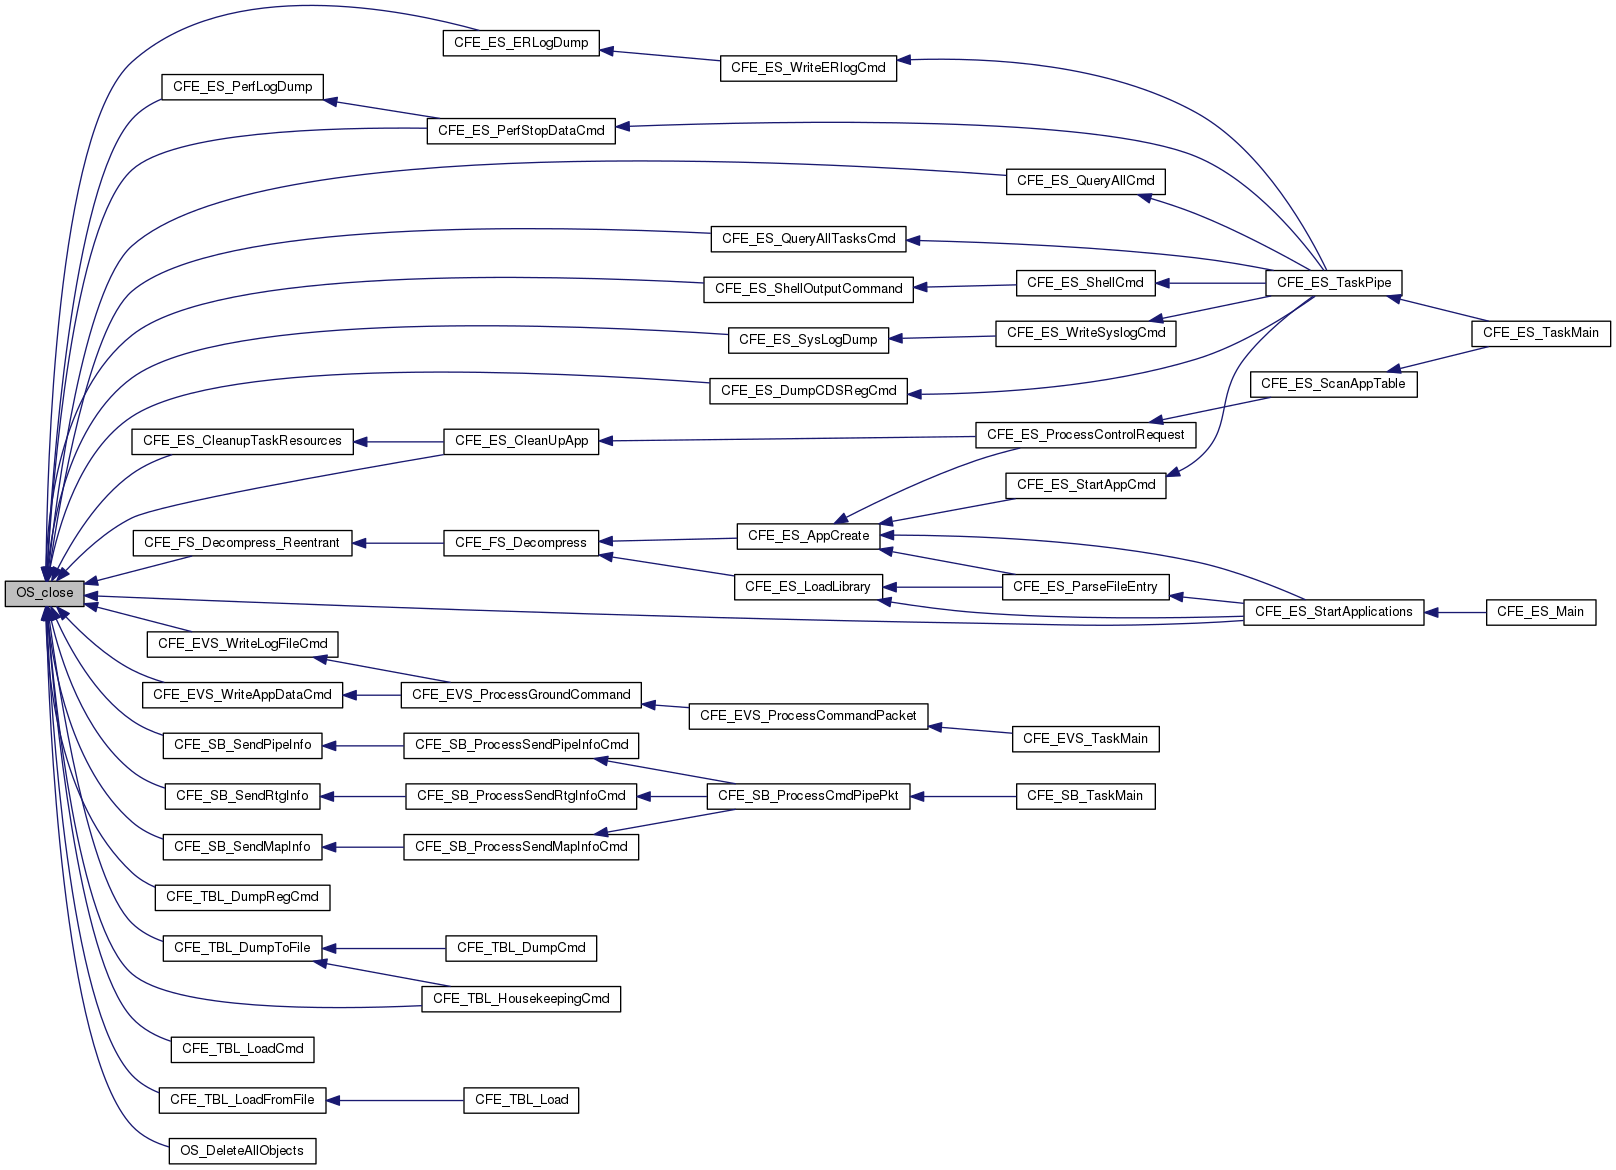 CFE_ES_ERLogDump
CFE_ES_WriteERlogCmd
CFE_ES_PerfLogDump
CFE_ES_PerfStopDataCmd
CFE_ES_QueryAllCmd
CFE_ES_QueryAllTasksCmd
CFE_ES_ShellOutputCommand
CFE_ES_ShellCmd
CFE_ES_TaskPipe
CFE_ES_SysLogDump
CFE_ES_WriteSyslogCmd
CFE_ES_TaskMain
CFE_ES_DumpCDSRegCmd
CFE_ES_ScanAppTable
CFE_ES_CleanupTaskResources
CFE_ES_CleanUpApp
CFE_ES_ProcessControlRequest
CFE_ES_StartAppCmd
CFE_FS_Decompress_Reentrant
CFE_FS_Decompress
CFE_ES_AppCreate
OS_close
CFE_ES_LoadLibrary
CFE_ES_ParseFileEntry
CFE_ES_StartApplications
CFE_ES_Main
CFE_EVS_WriteLogFileCmd
CFE_EVS_WriteAppDataCmd
CFE_EVS_ProcessGroundCommand
CFE_EVS_ProcessCommandPacket
CFE_EVS_TaskMain
CFE_SB_SendPipeInfo
CFE_SB_ProcessSendPipeInfoCmd
CFE_SB_SendRtgInfo
CFE_SB_ProcessSendRtgInfoCmd
CFE_SB_ProcessCmdPipePkt
CFE_SB_TaskMain
CFE_SB_SendMapInfo
CFE_SB_ProcessSendMapInfoCmd
CFE_TBL_DumpRegCmd
CFE_TBL_DumpToFile
CFE_TBL_DumpCmd
CFE_TBL_HousekeepingCmd
CFE_TBL_LoadCmd
CFE_TBL_LoadFromFile
CFE_TBL_Load
OS_DeleteAllObjects